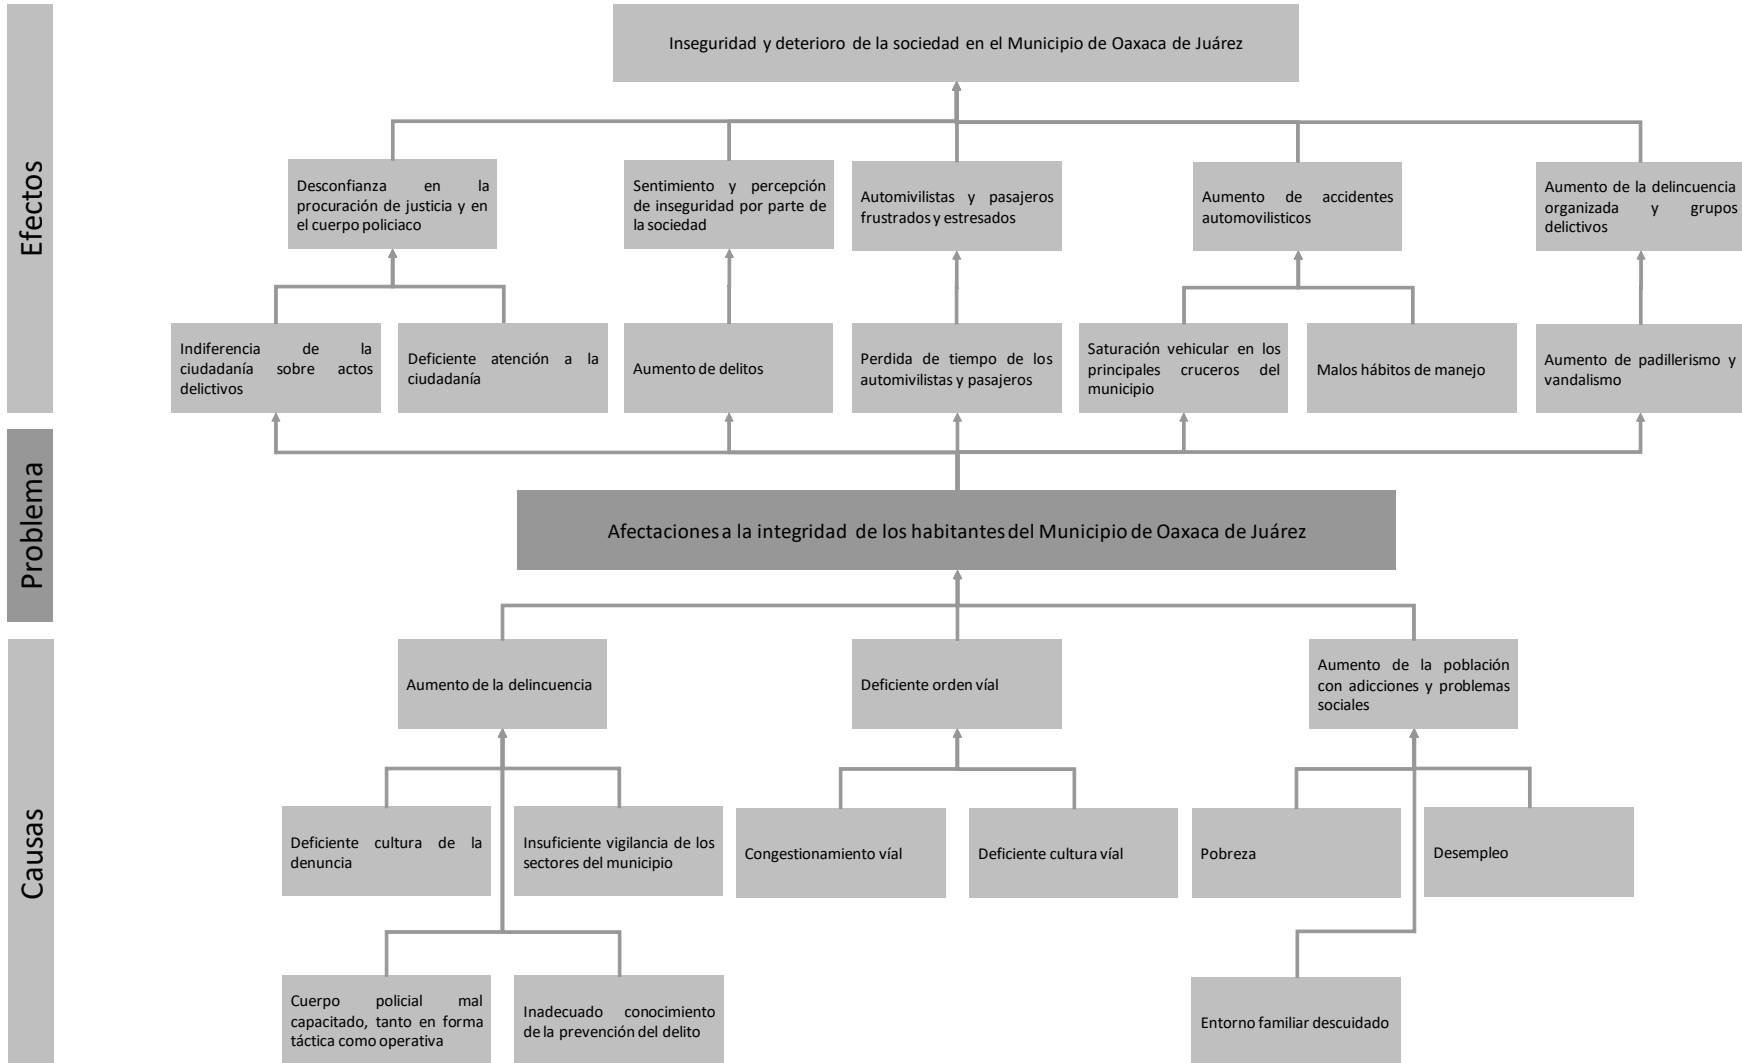 Efectos
Inseguridad y deterioro de la sociedad en el Municipio de Oaxaca de Juárez
Desconfianza en la
procuración de justicia y en
el cuerpo policiaco
Sentimiento y percepción
de inseguridad por parte de
la sociedad
Automivilistas y pasajeros
frustrados y estresados
Aumento de accidentes
automovilisticos
Aumento de la delincuencia
organizada y grupos
delictivos
Indiferencia de la
ciudadanía sobre actos
delictivos
Deficiente atención a la
ciudadanía
Aumento de delitos
Perdida de tiempo de los
automivilistas y pasajeros
Saturación vehicular en los
principales cruceros del
municipio
Malos hábitos de manejo
Aumento de padillerismo y
vandalismo
Problema
Afectaciones a la integridad de los habitantes del Municipio de Oaxaca de Juárez
Causas
Aumento de la delincuencia
Deficiente orden víal
Aumento de la población
con adicciones y problemas
sociales
Deficiente cultura de la
denuncia
Insuficiente vigilancia de los
sectores del municipio
Congestionamiento víal
Deficiente cultura víal
Pobreza
Desempleo
Cuerpo policial mal
capacitado, tanto en forma
táctica como operativa
Inadecuado conocimiento
de la prevención del delito
Entorno familiar descuidado